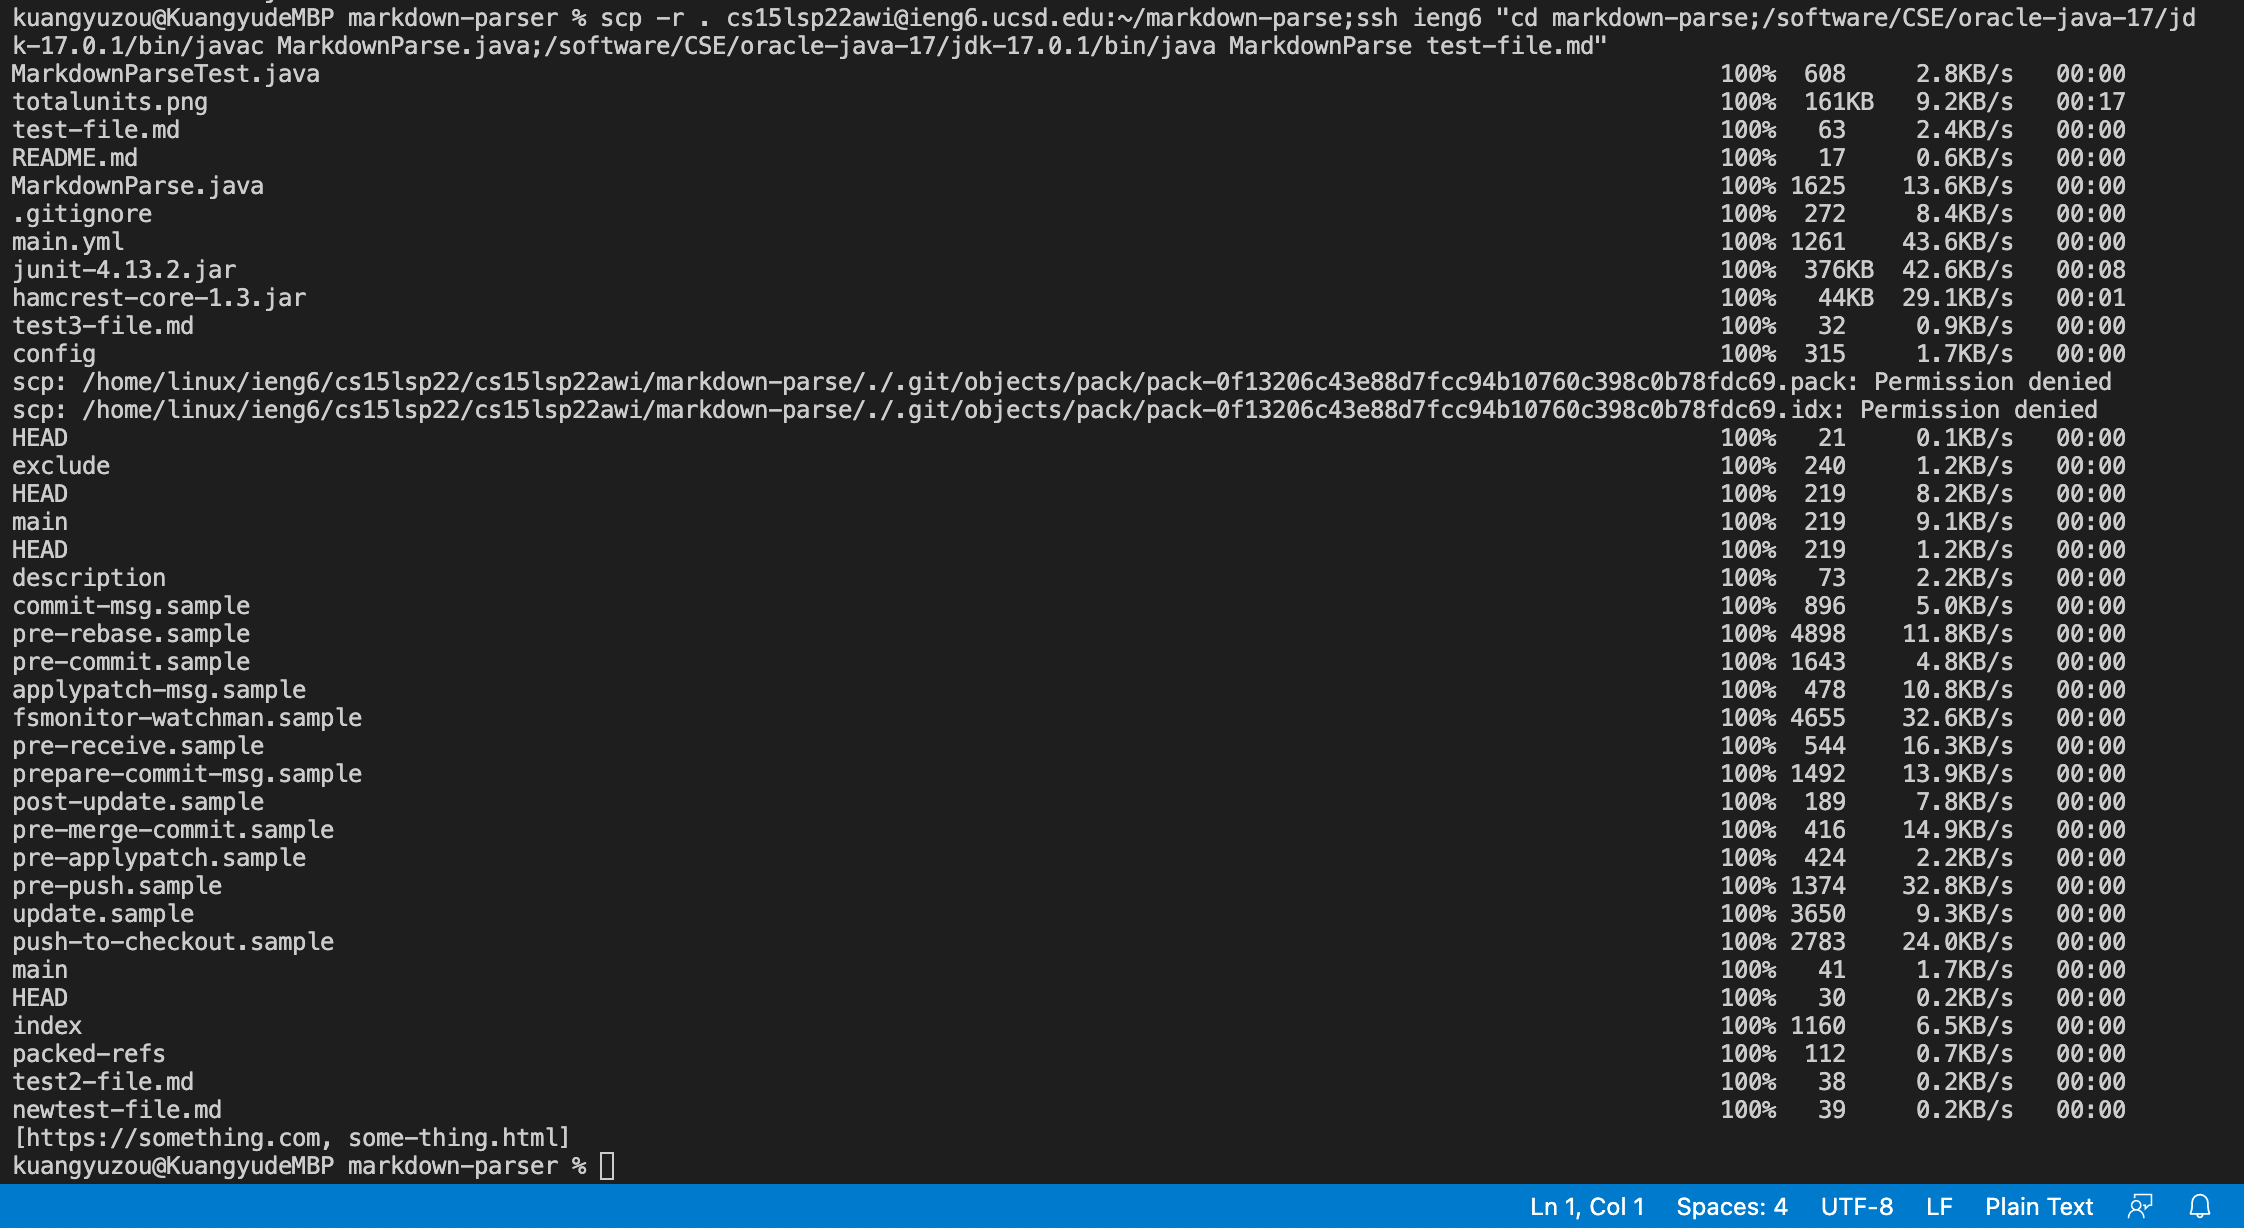 kuangyuzou@KuangyudeMBP markdown-parser % scp -r . cs15lsp22awi@ieng6.ucsd.edu:~/markdown-parse;ssh ieng6 "cd markdown-parse;/software/CSE/oracle-java-17/jd
k-17.0.1/bin/javac MarkdownParse.java;/software/CSE/oracle-java-17/jdk-17.0.1/bin/java MarkdownParse test-file.md"
MarkdownParseTest.java 100% 608 2.8KB/s 00:00
totalunits.png 100% 161KB 9.2KB/s 00:17
test-file.md 100% 63 2.4KB/s 00:00
README.md 100% 17 0.6KB/s 00:00
MarkdownParse.java 100% 1625 13.6KB/s 00:00
.gitignore 100% 272 8.4KB/s 00:00
main.yml 100% 1261 43.6KB/s 00:00
junit-4.13.2.jar 100% 376KB 42.6KB/s 00:08
hamcrest-core-1.3.jar 100% 44KB 29.1KB/s 00:01
test3-file.md 100% 32 0.9KB/s 00:00
config 100% 315 1.7KB/s 00:00
scp: /home/linux/ieng6/cs15lsp22/cs15lsp22awi/markdown-parse/./.git/objects/pack/pack-0f13206c43e88d7fcc94b10760c398c0b78fdc69.pack: Permission denied
scp: /home/linux/ieng6/cs15lsp22/cs15lsp22awi/markdown-parse/./.git/objects/pack/pack-0f13206c43e88d7fcc94b10760c398c0b78fdc69.idx: Permission denied
HEAD 100% 21 0.1KB/s 00:00
exclude 100% 240 1.2KB/s 00:00
HEAD 100% 219 8.2KB/s 00:00
main 100% 219 9.1KB/s 00:00
HEAD 100% 219 1.2KB/s 00:00
description 100% 73 2.2KB/s 00:00
commit-msg.sample 100% 896 5.0KB/s 00:00
pre-rebase.sample 100% 4898 11.8KB/s 00:00
pre-commit.sample 100% 1643 4.8KB/s 00:00
applypatch-msg.sample 100% 478 10.8KB/s 00:00
fsmonitor-watchman.sample 100% 4655 32.6KB/s 00:00
pre-receive.sample 100% 544 16.3KB/s 00:00
prepare-commit-msg.sample 100% 1492 13.9KB/s 00:00
post-update.sample 100% 189 7.8KB/s 00:00
pre-merge-commit.sample 100% 416 14.9KB/s 00:00
pre-applypatch.sample 100% 424 2.2KB/s 00:00
pre-push.sample 100% 1374 32.8KB/s 00:00
update.sample 100% 3650 9.3KB/s 00:00
push-to-checkout.sample 100% 2783 24.0KB/s 00:00
main 100% 41 1.7KB/s 00:00
HEAD 100% 30 0.2KB/s 00:00
index 100% 1160 6.5KB/s 00:00
packed-refs 100% 112 0.7KB/s 00:00
test2-file.md 100% 38 0.2KB/s 00:00
newtest-file.md 100% 39 0.2KB/s 00:00
[https://something.com, some-thing.html]
kuangyuzou@KuangyudeMBP markdown-parser %
Ln 1, Col 1 Spaces: 4 UTF-8 LF Plain Text